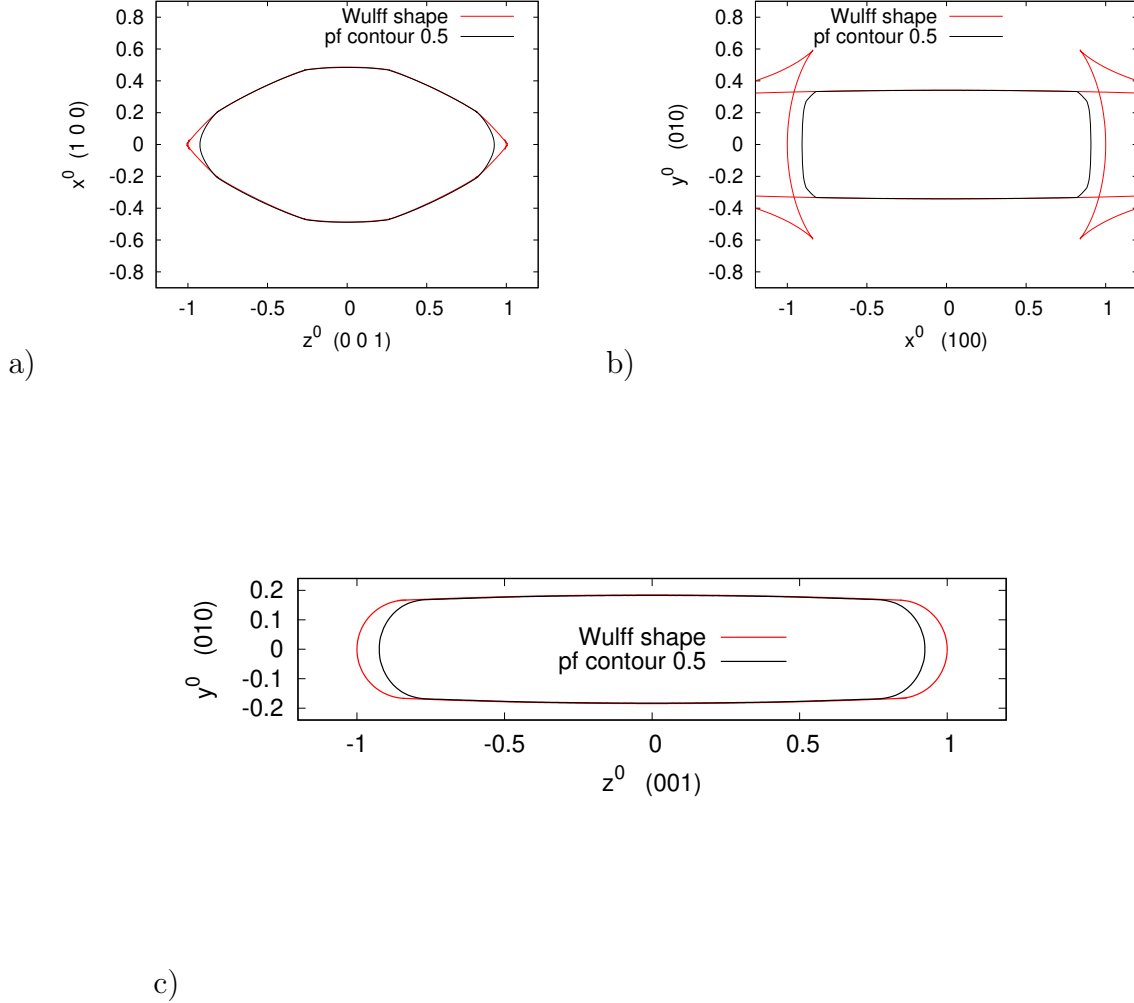 0.8
0.6
0.4
0.2
0
-0.2
-0.4
-0.6
-0.8
-1
-0.5
0
0.5
1
x⁰ (1 0 0)
z⁰ (0 0 1)
Wulff shape
pf contour 0.5
a)
0.8
0.6
0.4
0.2
0
-0.2
-0.4
-0.6
-0.8
-1
-0.5
0
0.5
1
y⁰ (010)
x⁰ (100)
Wulff shape
pf contour 0.5
b)
0.2
0.1
0
-0.1
-0.2
-1
-0.5
0
0.5
1
y⁰ (010)
z⁰ (001)
Wulff shape
pf contour 0.5
c)